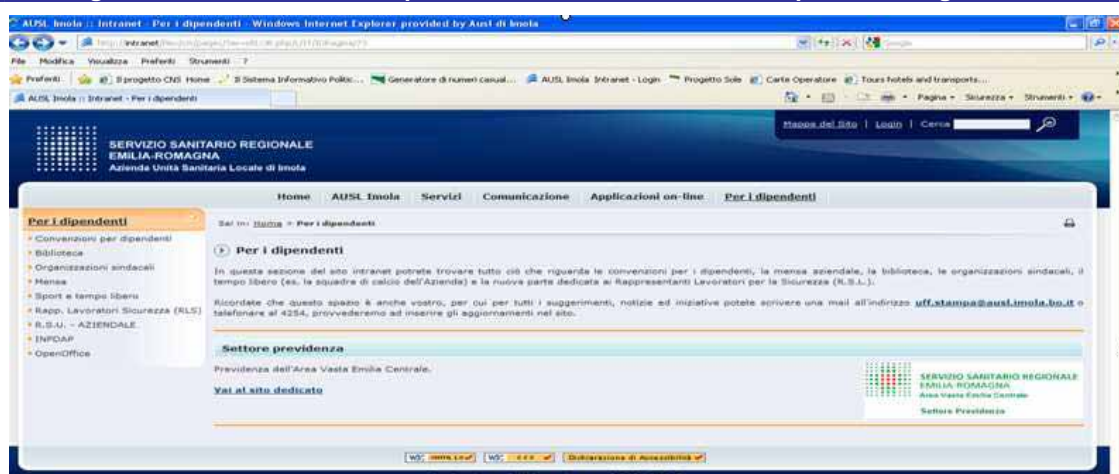 AUSL Imola :: Intranet - Per i dipendenti - Windows Internet Explorer provided by Ausl di Imola
File Modifica Visualizza Preferiti Strumenti ?
Preferiti Il progetto CNS Home Il Sistema Informativo Politic... Generatore di numeri casual... AUSL Imola Intranet - Login Progetto Sole Carta Operatore Tours hotels and transports...
AUSL Imola :: Intranet - Per i dipendenti
Pagina Sicurezza Strumenti
Mappa del Sito | Login | Cerca
SERVIZIO SANITARIO REGIONALE
EMILIA-ROMAGNA
Azienda Unità Sanitaria Locale di Imola
Home AUSL Imola Servizi Comunicazione Applicazioni on-line Per i dipendenti
Per i dipendenti
Convenzioni per dipendenti
Biblioteca
Organizzazioni sindacali
Mensa
Sport e tempo libero
Rapp. Lavoratori Sicurezza (RLS)
R.S.U. - AZIENDALE
INPDAP
OpenOffice
Sei in: Home > Per i dipendenti
Per i dipendenti
In questa sezione del sito intranet potrete trovare tutto ciò che riguarda le convenzioni per i dipendenti, la mensa aziendale, la biblioteca, le organizzazioni sindacali, il
tempo libero (es. la squadra di calcio dell'Azienda) e la nuova parte dedicata ai Rappresentanti Lavoratori per la Sicurezza (R.S.L.).
Ricordate che questo spazio è anche vostro, per cui per tutti i suggerimenti, notizie ed iniziative potete scrivere una mail all'indirizzo uff.stampa@ausl.imola.bo.it o
telefonare al 4254, provvederemo ad inserire gli aggiornamenti nel sito.
Settore previdenza
Previdenza dell'Area Vasta Emilia Centrale.
Vai al sito dedicato
SERVIZIO SANITARIO REGIONALE
EMILIA-ROMAGNA
Area Vasta Emilia Centrale
Settore Previdenza
W3C W3C CSS Dichiarazione di Accessibilità